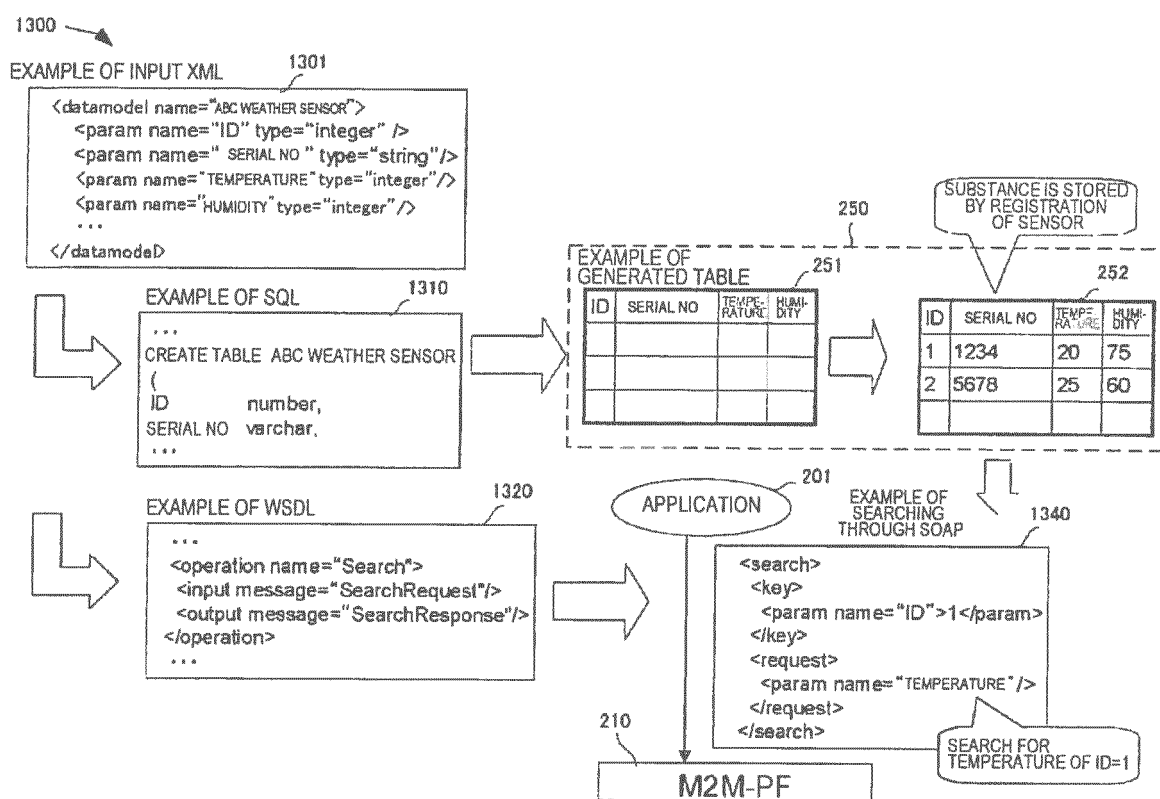 1300
EXAMPLE OF INPUT XML
1301
<datamodel name="ABC WEATHER SENSOR">
<param name="ID" type="integer" />
<param name=" SERIAL NO " type="string"/>
<param name="TEMPERATURE" type="integer"/>
<param name="HUMIDITY" type="integer"/>
...
</datamodel>
EXAMPLE OF SQL
1310
...
CREATE TABLE ABC WEATHER SENSOR
(
ID number,
SERIAL NO varchar,
...
250
EXAMPLE OF
GENERATED TABLE
251
ID SERIAL NO TEMPE- HUMI-
RATURE DITY
SUBSTANCE IS STORED
BY REGISTRATION
OF SENSOR
252
ID SERIAL NO TEMPE- HUMI-
RATURE DITY
1 1234 20 75
2 5678 25 60
EXAMPLE OF WSDL
1320
...
<operation name="Search">
<input message="SearchRequest"/>
<output message="SearchResponse"/>
</operation>
...
APPLICATION
201
EXAMPLE OF
SEARCHING
THROUGH SOAP
1340
<search>
<key>
<param name="ID">1</param>
</key>
<request>
<param name="TEMPERATURE"/>
</request>
</search>
SEARCH FOR
TEMPERATURE OF ID=1
210
M2M-PF